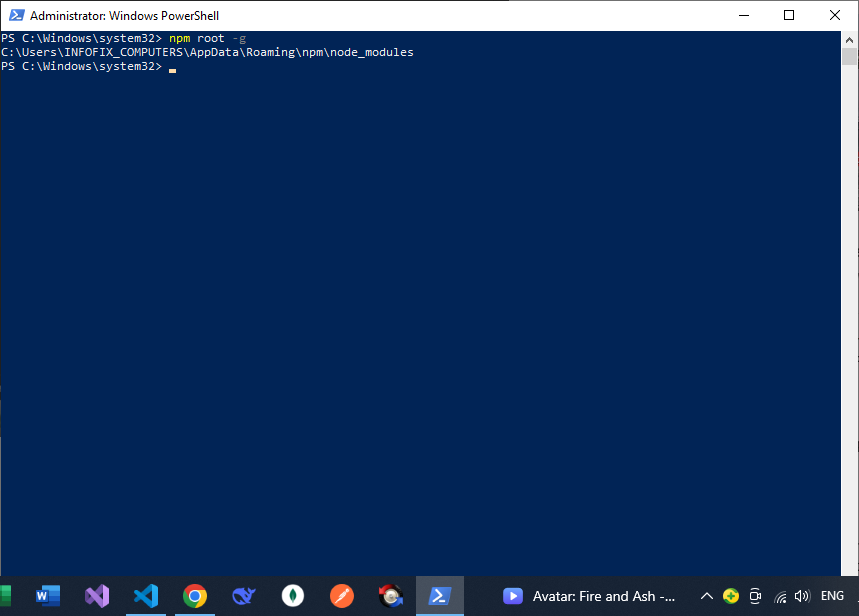 Administrator: Windows PowerShell
PS C:\Windows\system32> npm root -g
C:\Users\INFOFIX_COMPUTERS\AppData\Roaming\npm\node_modules
PS C:\Windows\system32>
Avatar: Fire and Ash -...
ENG